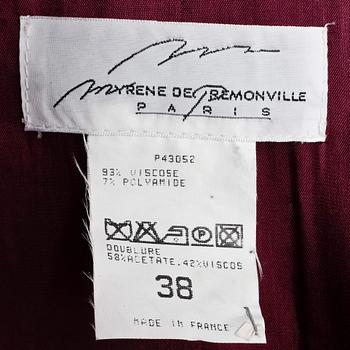 MYRENE DE PREMONVILLE
PARIS
P43052
93% VISCOSE
7% POLYAMIDE
P
DOUBLURE
58%ACETATE.42%VISCOS
38
MADE IN FRANCE